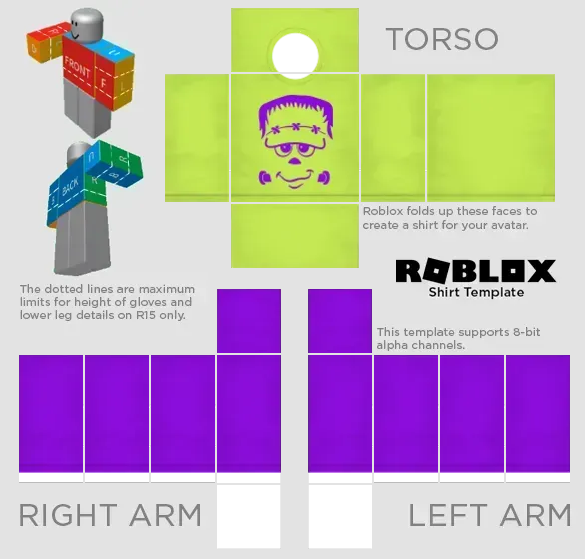 TORSO
FRONT
F
L
U
BACK
R
B
U
Roblox folds up these faces to
create a shirt for your avatar.
ROBLOX
Shirt Template
The dotted lines are maximum
limits for height of gloves and
lower leg details on R15 only.
This template supports 8-bit
alpha channels.
RIGHT ARM
LEFT ARM